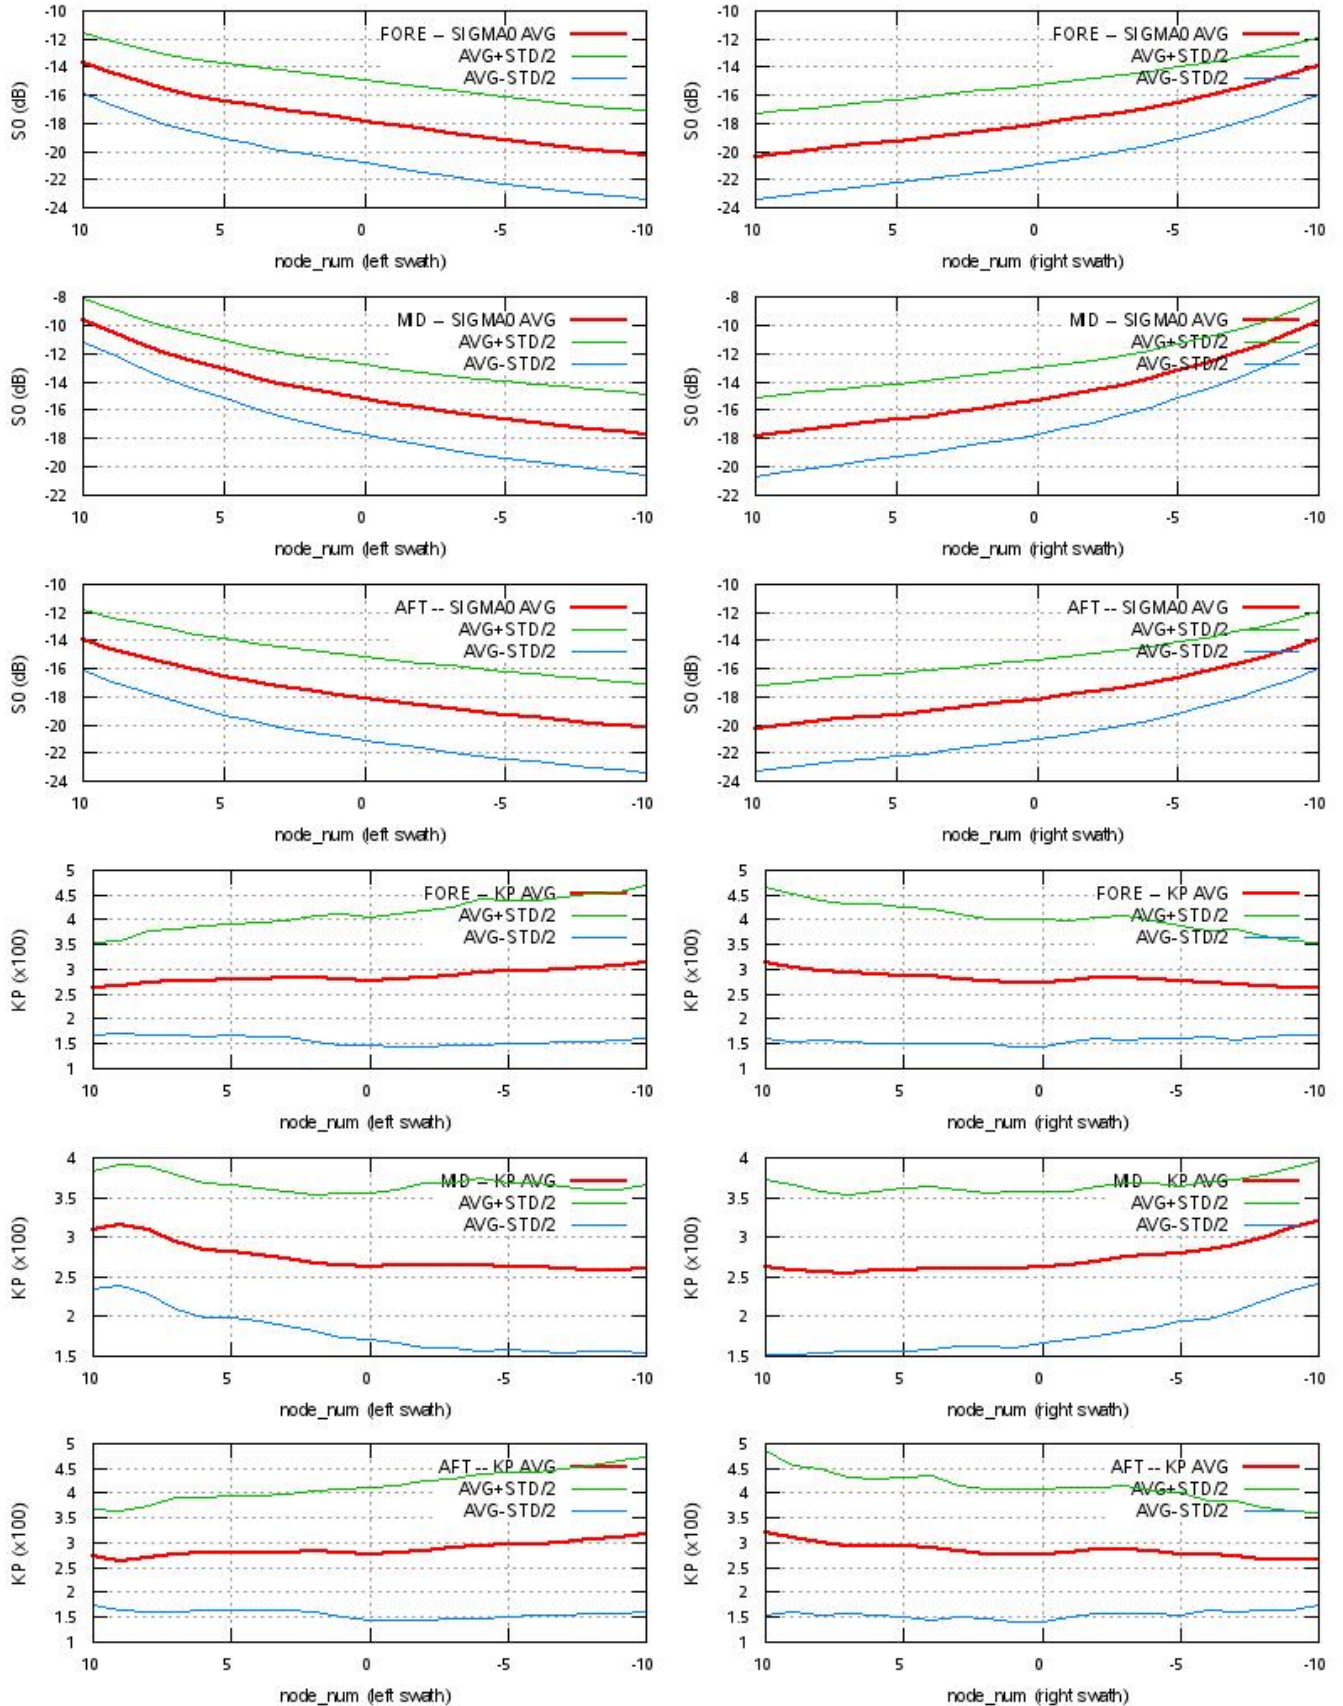 -10
-12
-14
-16
-18
-20
-22
-24
S0 (dB)
FORE -- SIGMA0 AVG
AVG+STD/2
AVG-STD/2
10 5 0 -5 -10
node_num (left swath)
-10
-12
-14
-16
-18
-20
-22
-24
S0 (dB)
FORE -- SIGMA0 AVG
AVG+STD/2
AVG-STD/2
10 5 0 -5 -10
node_num (right swath)
-8
-10
-12
-14
-16
-18
-20
-22
S0 (dB)
MID -- SIGMA0 AVG
AVG+STD/2
AVG-STD/2
10 5 0 -5 -10
node_num (left swath)
-8
-10
-12
-14
-16
-18
-20
-22
S0 (dB)
MID -- SIGMA0 AVG
AVG+STD/2
AVG-STD/2
10 5 0 -5 -10
node_num (right swath)
-10
-12
-14
-16
-18
-20
-22
-24
S0 (dB)
AFT -- SIGMA0 AVG
AVG+STD/2
AVG-STD/2
10 5 0 -5 -10
node_num (left swath)
-10
-12
-14
-16
-18
-20
-22
-24
S0 (dB)
AFT -- SIGMA0 AVG
AVG+STD/2
AVG-STD/2
10 5 0 -5 -10
node_num (right swath)
5
4.5
4
3.5
3
2.5
2
1.5
1
KP (x100)
FORE -- KP AVG
AVG+STD/2
AVG-STD/2
10 5 0 -5 -10
node_num (left swath)
5
4.5
4
3.5
3
2.5
2
1.5
1
KP (x100)
FORE -- KP AVG
AVG+STD/2
AVG-STD/2
10 5 0 -5 -10
node_num (right swath)
4
3.5
3
2.5
2
1.5
KP (x100)
MID -- KP AVG
AVG+STD/2
AVG-STD/2
10 5 0 -5 -10
node_num (left swath)
4
3.5
3
2.5
2
1.5
KP (x100)
MID -- KP AVG
AVG+STD/2
AVG-STD/2
10 5 0 -5 -10
node_num (right swath)
5
4.5
4
3.5
3
2.5
2
1.5
1
KP (x100)
AFT -- KP AVG
AVG+STD/2
AVG-STD/2
10 5 0 -5 -10
node_num (left swath)
5
4.5
4
3.5
3
2.5
2
1.5
1
KP (x100)
AFT -- KP AVG
AVG+STD/2
AVG-STD/2
10 5 0 -5 -10
node_num (right swath)